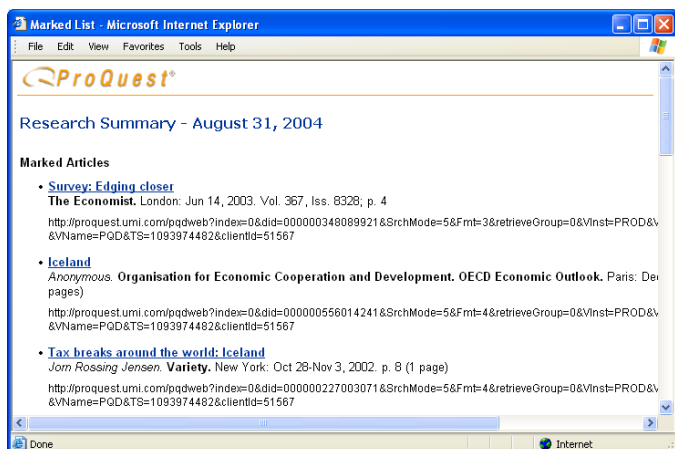 Marked List - Microsoft Internet Explorer
File Edit View Favorites Tools Help
ProQuest®
Research Summary - August 31, 2004
Marked Articles
• Survey: Edging closer
The Economist. London: Jun 14, 2003. Vol. 367, Iss. 8328; p. 4
http://proquest.umi.com/pqdweb?index=0&did=000000348089921&SrchMode=5&Fmt=3&retrieveGroup=0&VInst=PROD&V
&VName=PQD&TS=1093974482&clientId=51567
• Iceland
Anonymous. Organisation for Economic Cooperation and Development. OECD Economic Outlook. Paris: De
pages)
http://proquest.umi.com/pqdweb?index=0&did=000000556014241&SrchMode=5&Fmt=4&retrieveGroup=0&VInst=PROD&V
&VName=PQD&TS=1093974482&clientId=51567
• Tax breaks around the world: Iceland
Jorn Rossing Jensen. Variety. New York: Oct 28-Nov 3, 2002. p. 8 (1 page)
http://proquest.umi.com/pqdweb?index=0&did=000000227003071&SrchMode=5&Fmt=4&retrieveGroup=0&VInst=PROD&V
&VName=PQD&TS=1093974482&clientId=51567
Done Internet